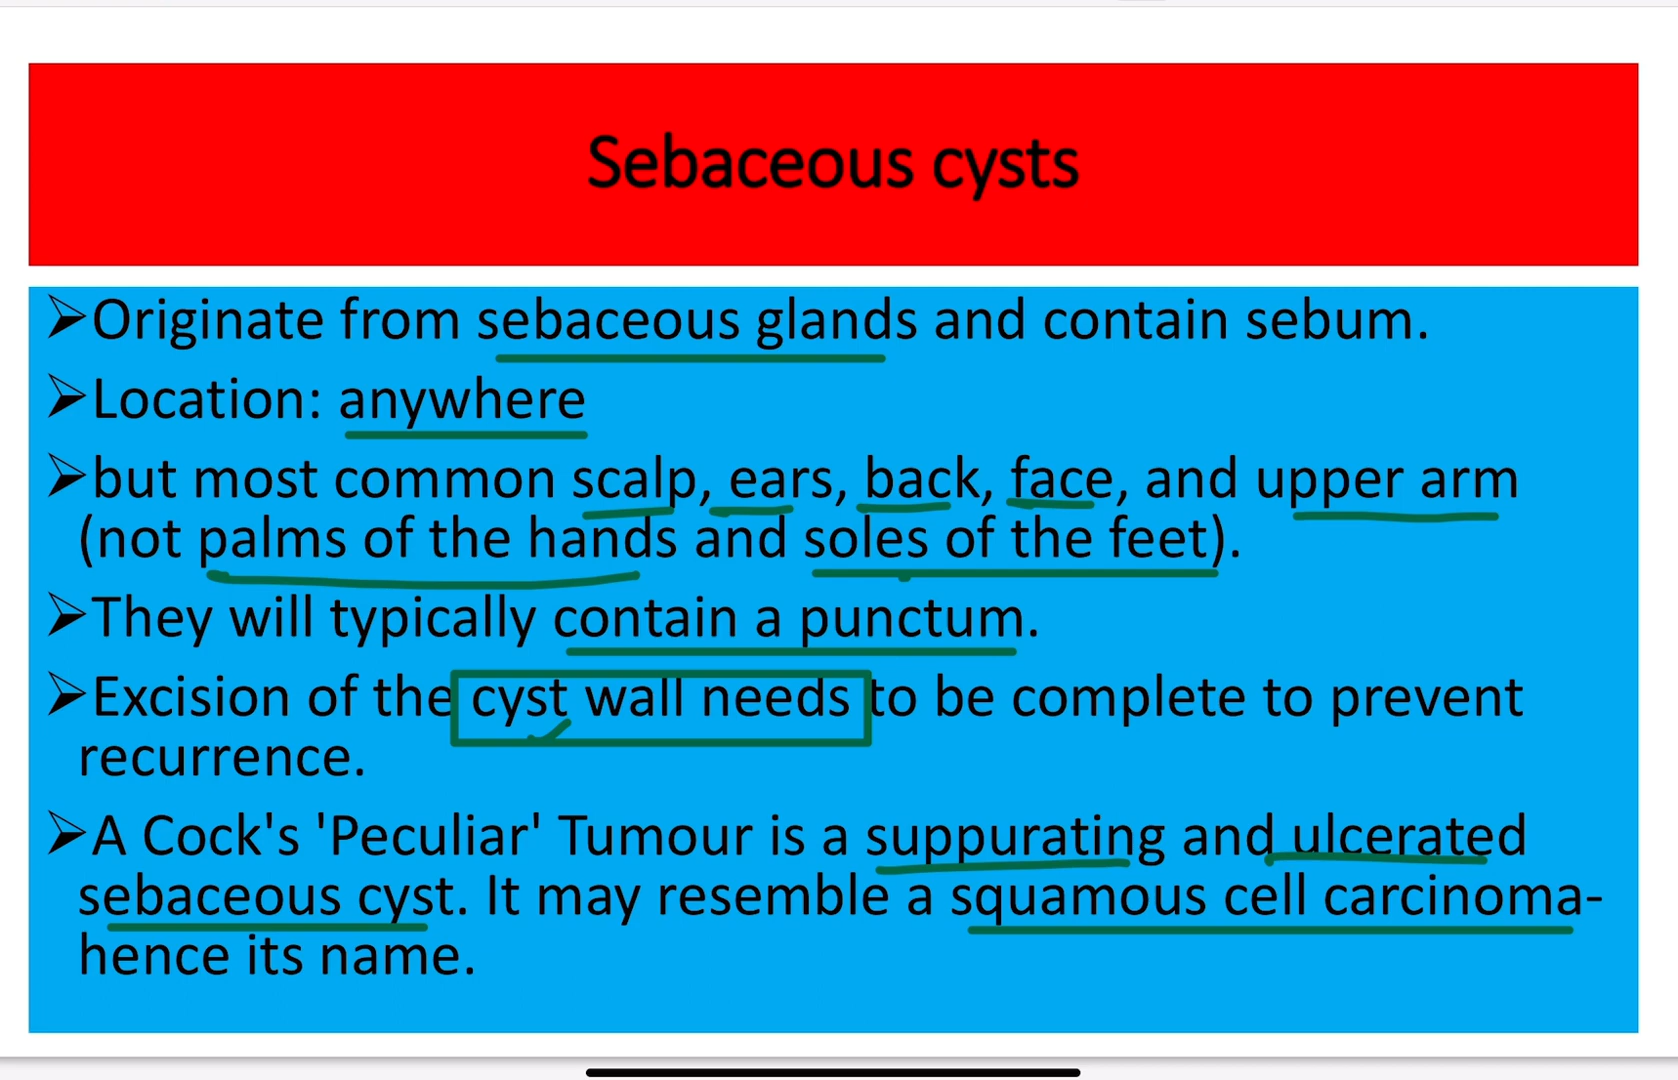 Sebaceous cysts
➢Originate from sebaceous glands and contain sebum.
➢Location: anywhere
➢but most common scalp, ears, back, face, and upper arm
(not palms of the hands and soles of the feet).
➢They will typically contain a punctum.
➢Excision of the cyst wall needs to be complete to prevent
recurrence.
➢A Cock's 'Peculiar' Tumour is a suppurating and ulcerated
sebaceous cyst. It may resemble a squamous cell carcinoma-
hence its name.